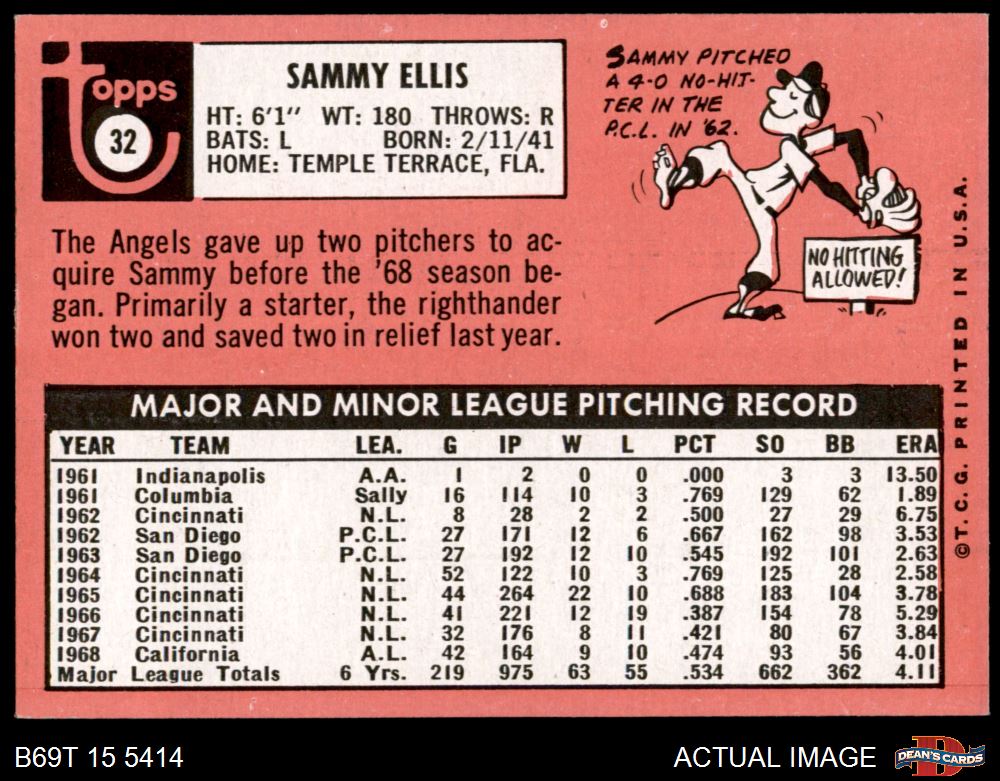 Topps
32
SAMMY ELLIS
HT: 6'1" WT: 180 THROWS: R
BATS: L BORN: 2/11/41
HOME: TEMPLE TERRACE, FLA.
SAMMY PITCHED
A 4-0 NO-HIT-
TER IN THE
P.C.L. IN '62.
NO HITTING
ALLOWED!
The Angels gave up two pitchers to ac-
quire Sammy before the '68 season be-
gan. Primarily a starter, the righthander
won two and saved two in relief last year.
MAJOR AND MINOR LEAGUE PITCHING RECORD
YEAR TEAM LEA. G IP W L PCT SO BB ERA
1961 Indianapolis A.A. 1 2 0 0 .000 3 3 13.50
1961 Columbia Sally 16 114 10 3 .769 129 62 1.89
1962 Cincinnati N.L. 8 28 2 2 .500 27 29 6.75
1962 San Diego P.C.L. 27 171 12 6 .667 162 98 3.53
1963 San Diego P.C.L. 27 192 12 10 .545 192 101 2.63
1964 Cincinnati N.L. 52 122 10 3 .769 125 28 2.58
1965 Cincinnati N.L. 44 264 22 10 .688 183 104 3.78
1966 Cincinnati N.L. 41 221 12 19 .387 154 78 5.29
1967 Cincinnati N.L. 32 176 8 11 .421 80 67 3.84
1968 California A.L. 42 164 9 10 .474 93 56 4.01
Major League Totals 6 Yrs. 219 975 63 55 .534 662 362 4.11
©T.C.G. PRINTED IN U.S.A.
B69T 15 5414
ACTUAL IMAGE
D
DEAN'S CARDS